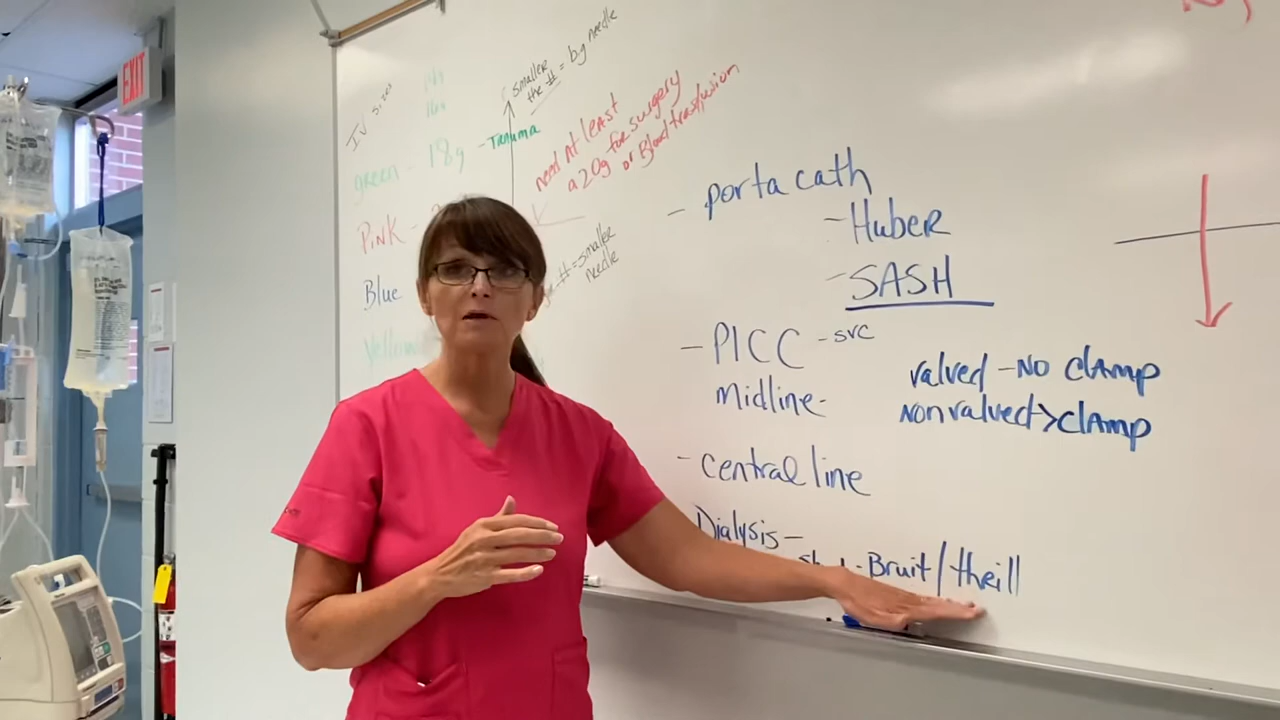 EXIT
IV sizes
14g
16g
green - 18g - Trauma
PiNK -
Blue
Yellow
smaller
the # = big needle
need At least
a 20g for surgery
or Blood trasfusion
# = smaller
needle
- porta cath
- Huber
- SASH
- PICC - svc
midline -
valved - NO clAmp
nonvalved > clAmp
- central line
Dialysis -
- Bruit / thrill